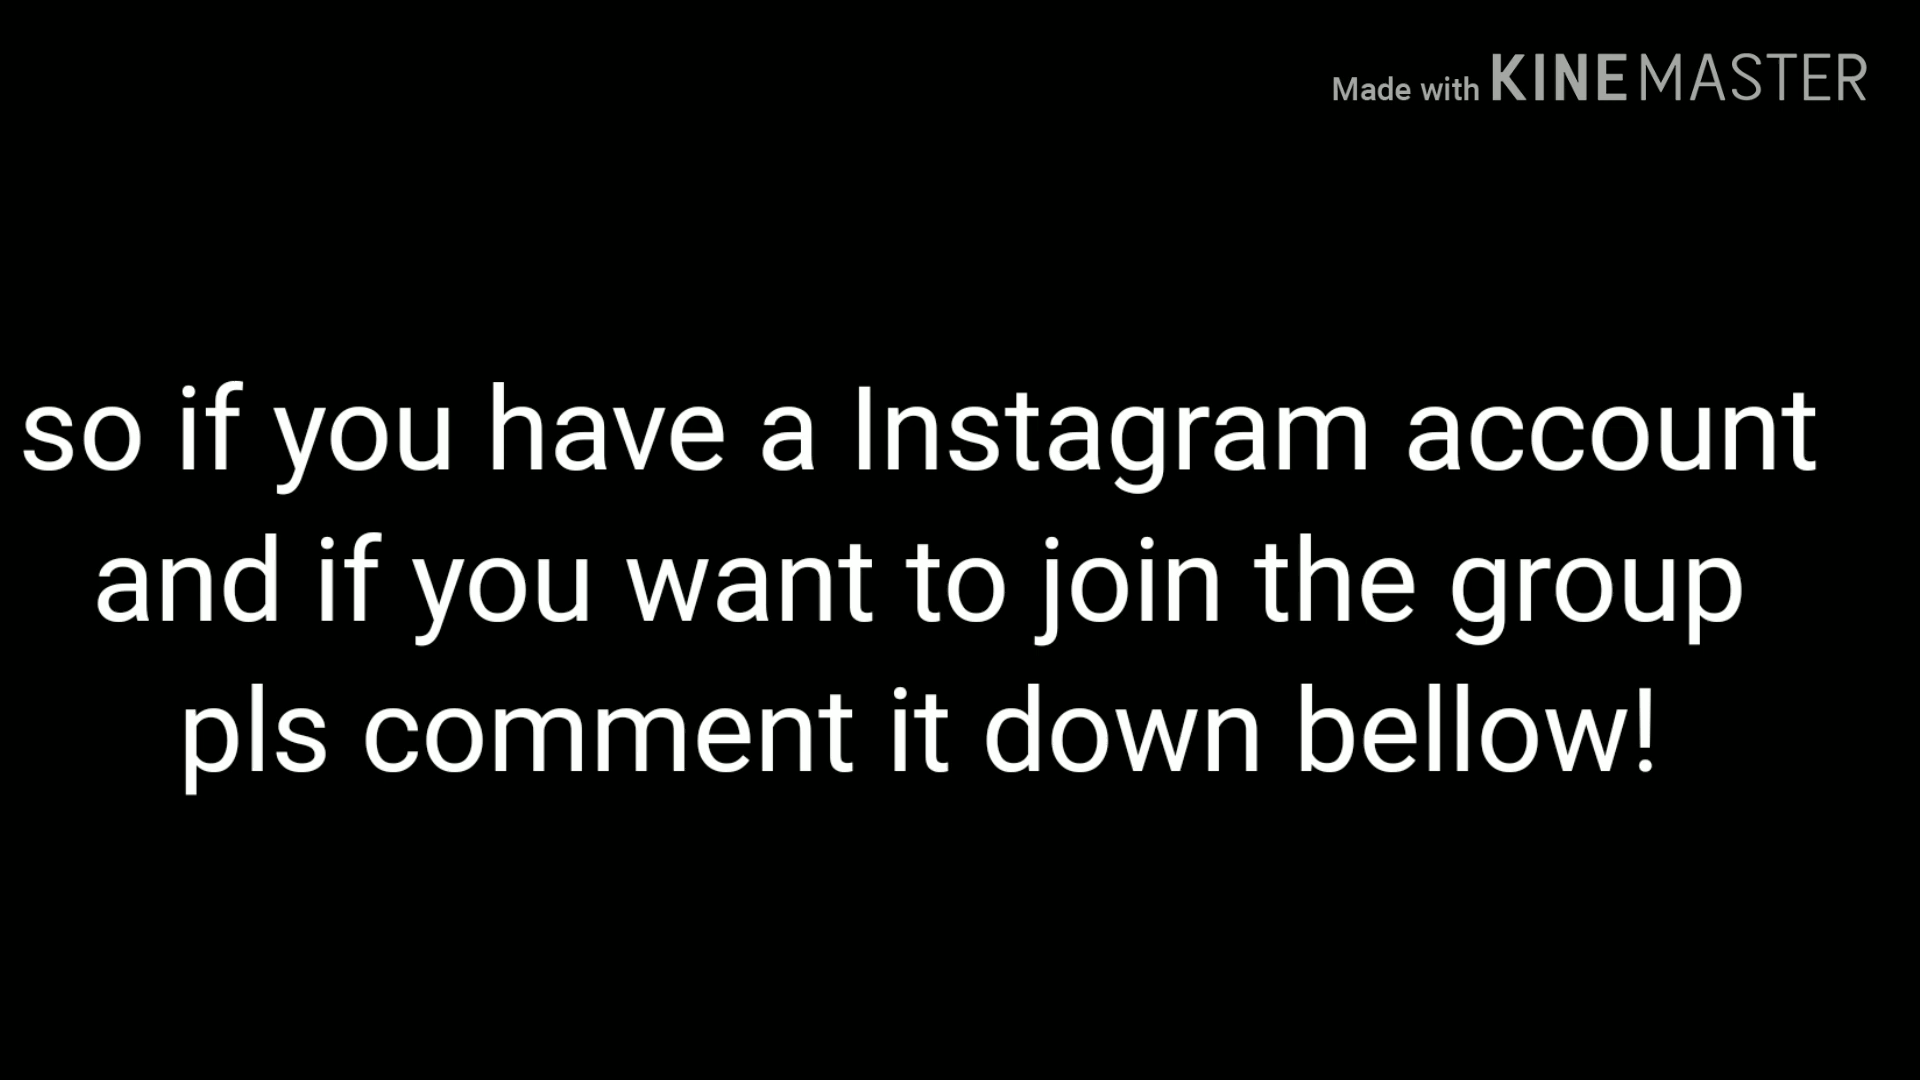 Made with KINEMASTER
so if you have a Instagram account
and if you want to join the group
pls comment it down bellow!